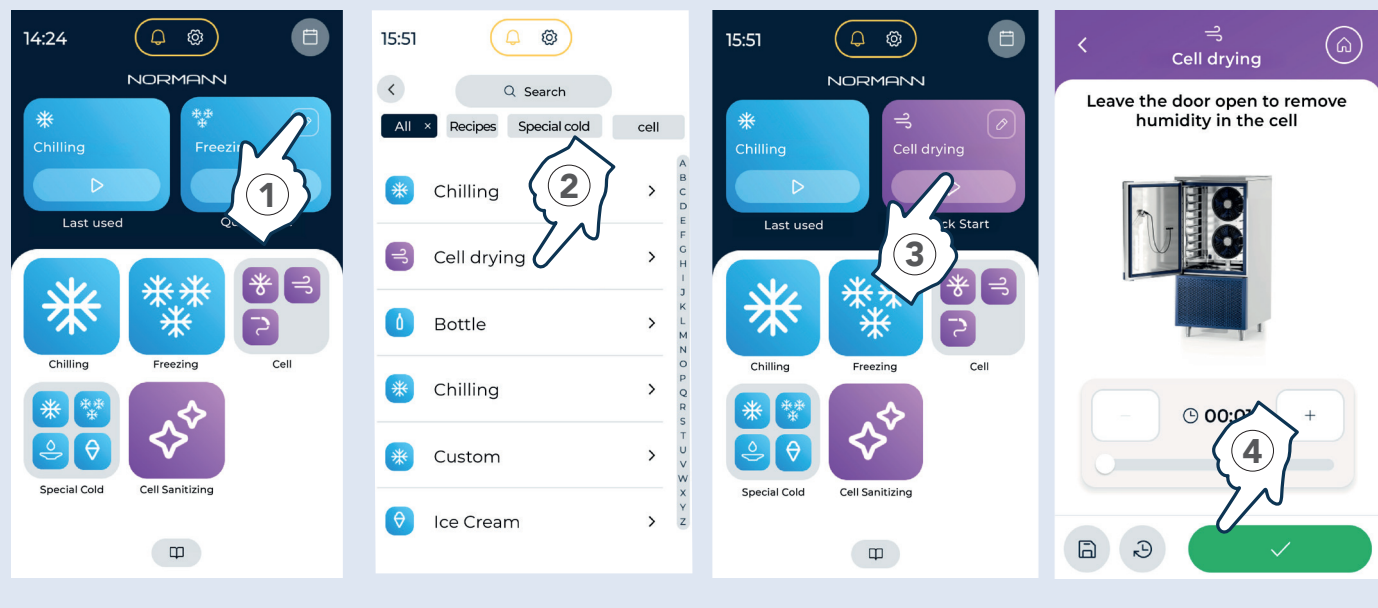 14:24
NORMANN
Chilling
Last used
Chilling
Freezing
Cell
Special Cold
Cell Sanitizing
1
15:51
Search
All × Recipes Special cold cell
Chilling
Cell drying
Bottle
Chilling
Custom
Ice Cream
A
B
C
D
E
F
G
H
I
J
K
L
M
N
O
P
Q
R
S
T
U
V
W
X
Y
Z
2
15:51
NORMANN
Chilling
Cell drying
Last used
Start
Chilling
Freezing
Cell
Special Cold
Cell Sanitizing
3
Cell drying
Leave the door open to remove
humidity in the cell
4